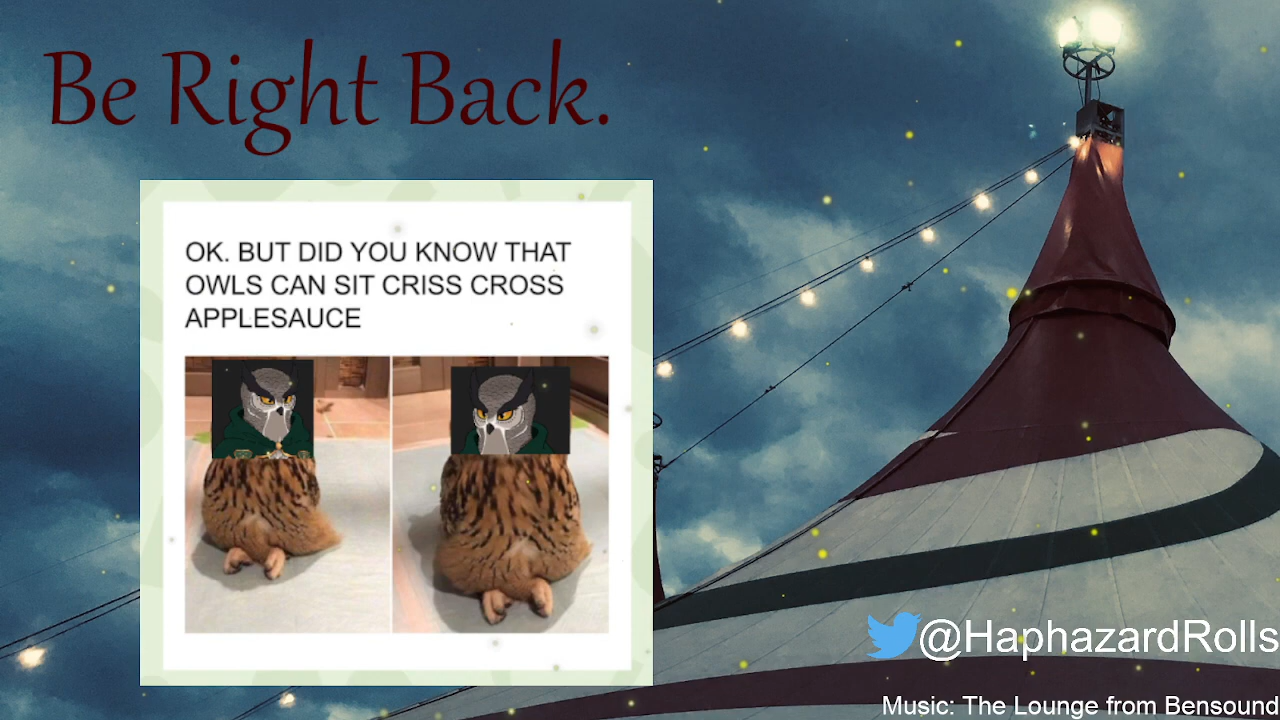 Be Right Back.
OK. BUT DID YOU KNOW THAT
OWLS CAN SIT CRISS CROSS
APPLESAUCE
@HaphazardRolls
Music: The Lounge from Bensound